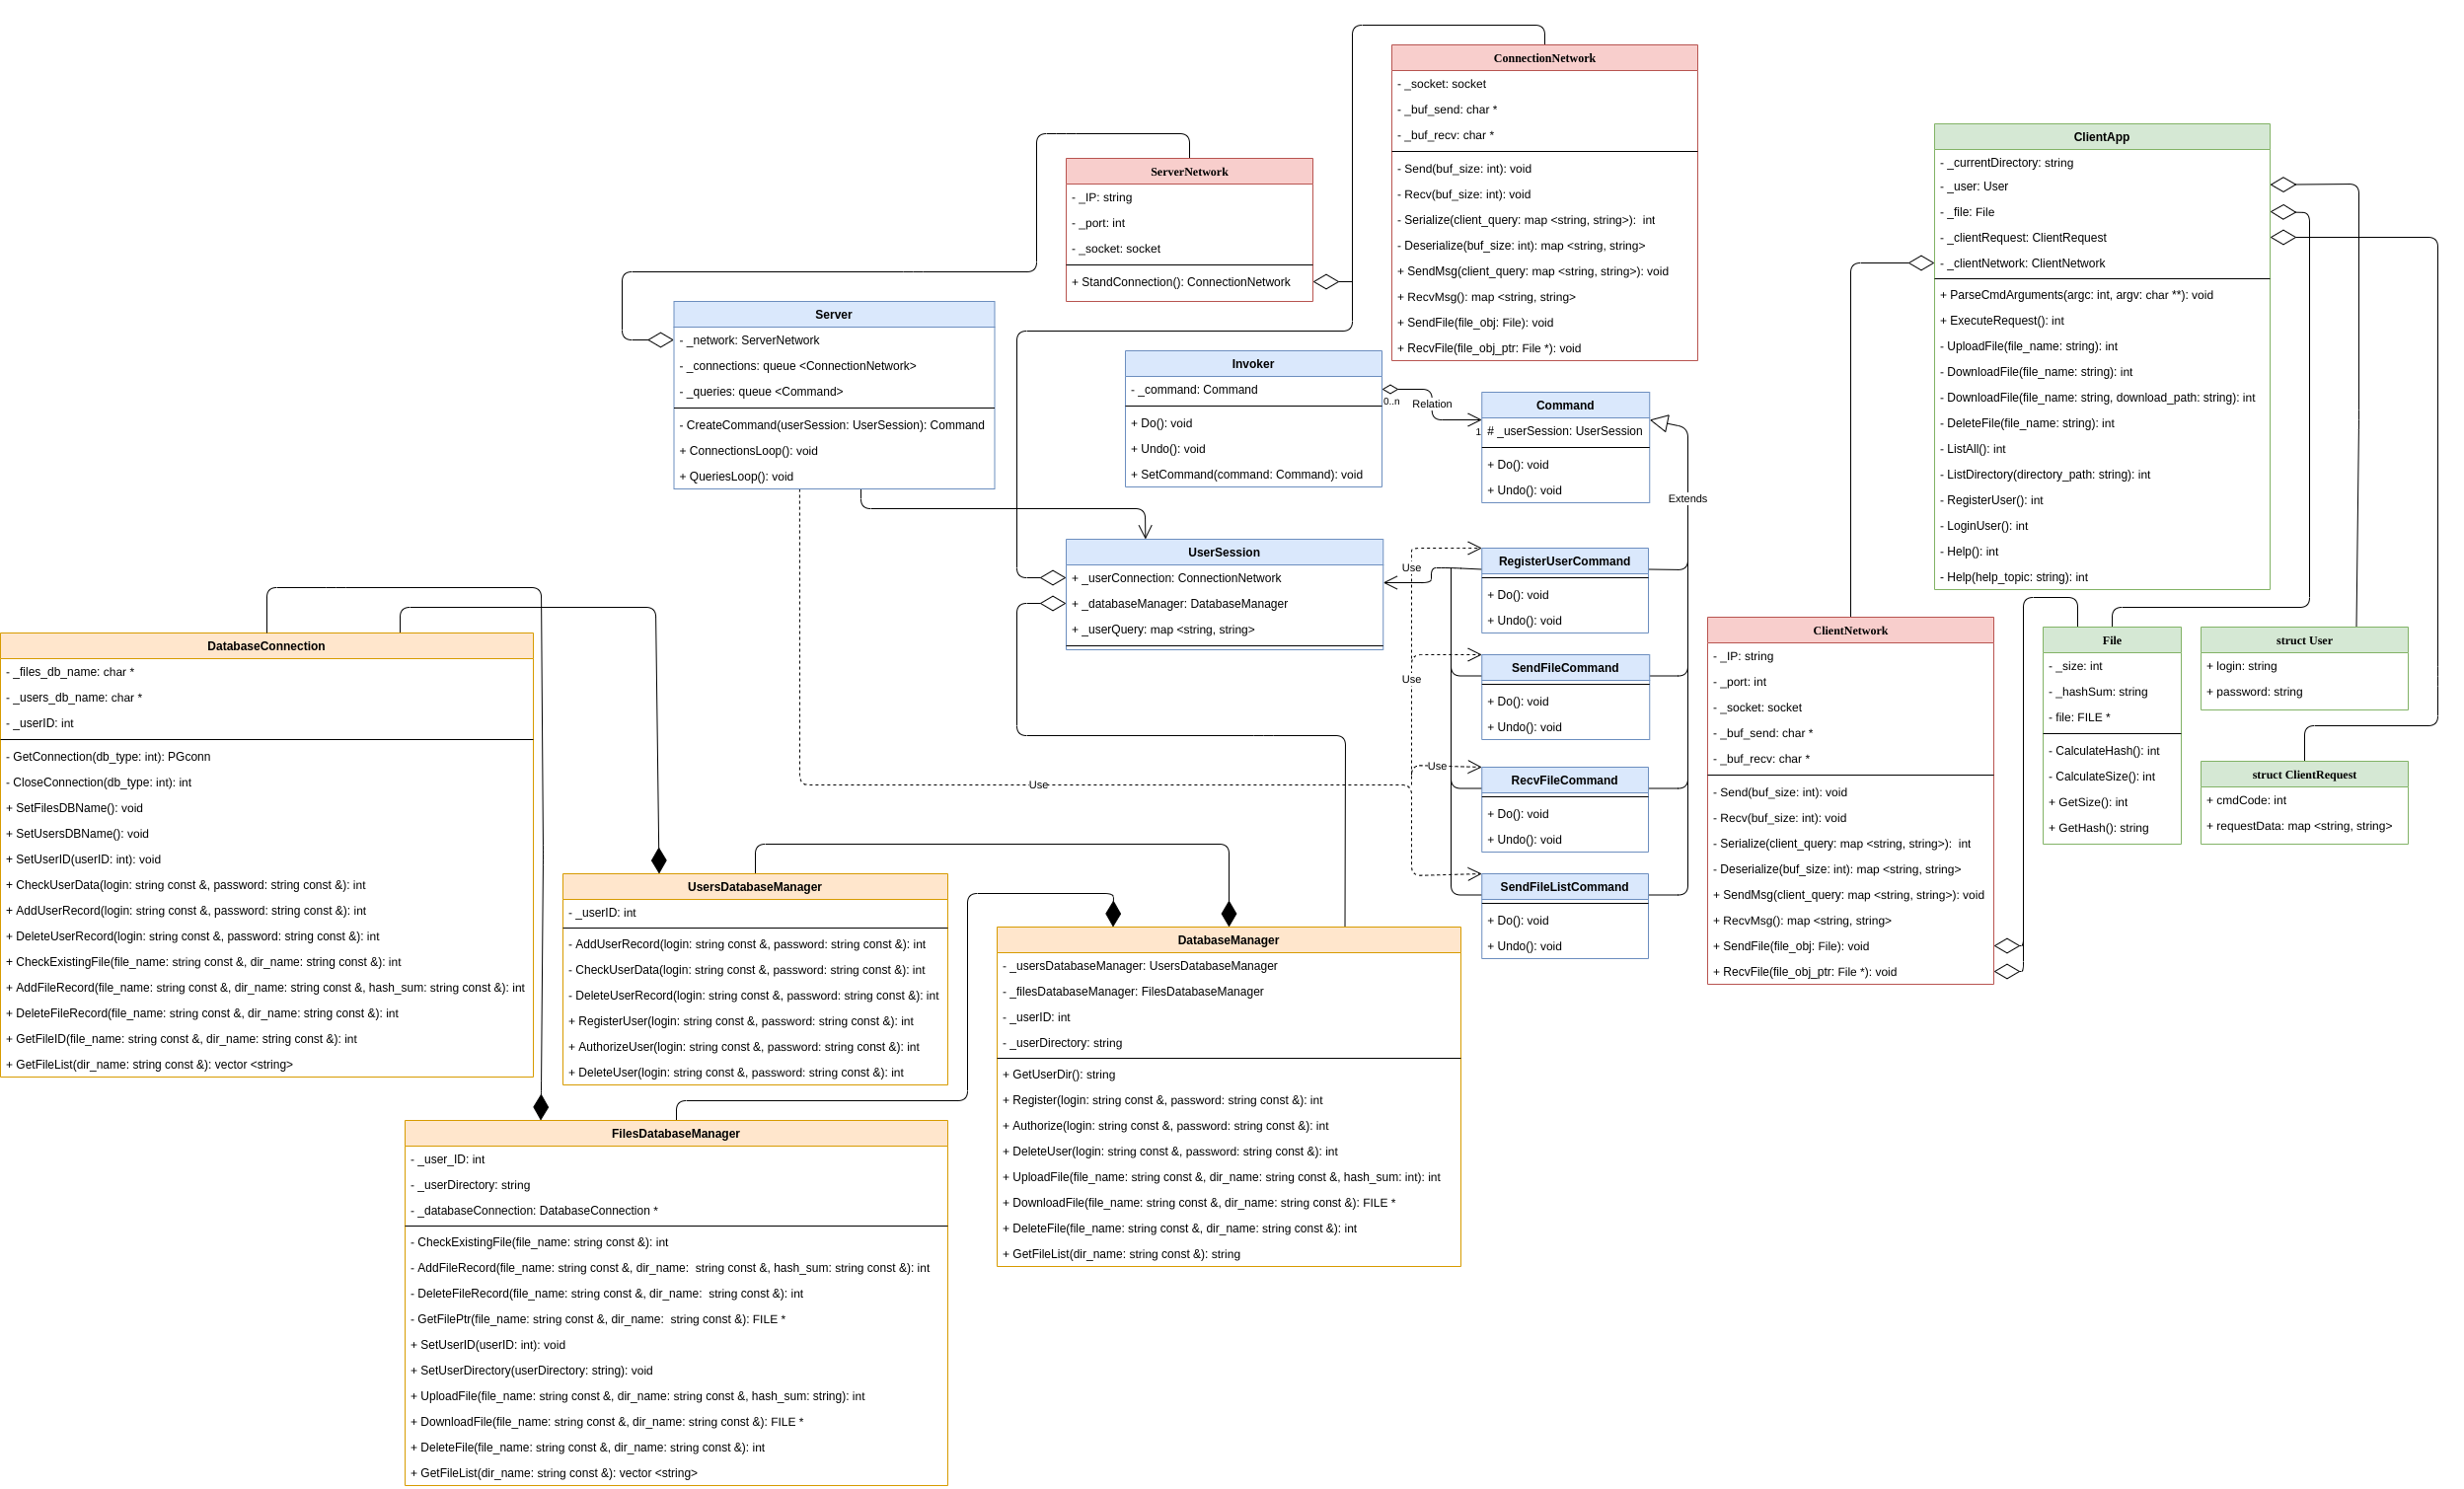 ConnectionNetwork
- _socket: socket
- _buf_send: char *
- _buf_recv: char *
- Send(buf_size: int): void
- Recv(buf_size: int): void
- Serialize(client_query: map <string, string>):  int
- Deserialize(buf_size: int): map <string, string>
+ SendMsg(client_query: map <string, string>): void
+ RecvMsg(): map <string, string>
+ SendFile(file_obj: File): void
+ RecvFile(file_obj_ptr: File *): void
ClientApp
- _currentDirectory: string
- _user: User
- _file: File
- _clientRequest: ClientRequest
- _clientNetwork: ClientNetwork
+ ParseCmdArguments(argc: int, argv: char **): void
+ ExecuteRequest(): int
- UploadFile(file_name: string): int
- DownloadFile(file_name: string): int
- DownloadFile(file_name: string, download_path: string): int
- DeleteFile(file_name: string): int
- ListAll(): int
- ListDirectory(directory_path: string): int
- RegisterUser(): int
- LoginUser(): int
- Help(): int
- Help(help_topic: string): int
ServerNetwork
- _IP: string
- _port: int
- _socket: socket
+ StandConnection(): ConnectionNetwork
Server
- _network: ServerNetwork
- _connections: queue <ConnectionNetwork>
- _queries: queue <Command>
- CreateCommand(userSession: UserSession): Command
+ ConnectionsLoop(): void
+ QueriesLoop(): void
Invoker
- _command: Command
+ Do(): void
+ Undo(): void
+ SetCommand(command: Command): void
0..n
Relation
1
Command
# _userSession: UserSession
+ Do(): void
+ Undo(): void
Extends
UserSession
+ _userConnection: ConnectionNetwork
+ _databaseManager: DatabaseManager
+ _userQuery: map <string, string>
Use
Use
Use
Use
RegisterUserCommand
+ Do(): void
+ Undo(): void
SendFileCommand
+ Do(): void
+ Undo(): void
RecvFileCommand
+ Do(): void
+ Undo(): void
SendFileListCommand
+ Do(): void
+ Undo(): void
ClientNetwork
- _IP: string
- _port: int
- _socket: socket
- _buf_send: char *
- _buf_recv: char *
- Send(buf_size: int): void
- Recv(buf_size: int): void
- Serialize(client_query: map <string, string>):  int
- Deserialize(buf_size: int): map <string, string>
+ SendMsg(client_query: map <string, string>): void
+ RecvMsg(): map <string, string>
+ SendFile(file_obj: File): void
+ RecvFile(file_obj_ptr: File *): void
File
- _size: int
- _hashSum: string
- file: FILE *
- CalculateHash(): int
- CalculateSize(): int
+ GetSize(): int
+ GetHash(): string
struct User
+ login: string
+ password: string
struct ClientRequest
+ cmdCode: int
+ requestData: map <string, string>
DatabaseConnection
- _files_db_name: char *
- _users_db_name: char *
- _userID: int
- GetConnection(db_type: int): PGconn
- CloseConnection(db_type: int): int
+ SetFilesDBName(): void
+ SetUsersDBName(): void
+ SetUserID(userID: int): void
+ CheckUserData(login: string const &, password: string const &): int
+ AddUserRecord(login: string const &, password: string const &): int
+ DeleteUserRecord(login: string const &, password: string const &): int
+ CheckExistingFile(file_name: string const &, dir_name: string const &): int
+ AddFileRecord(file_name: string const &, dir_name: string const &, hash_sum: string const &): int
+ DeleteFileRecord(file_name: string const &, dir_name: string const &): int
+ GetFileID(file_name: string const &, dir_name: string const &): int
+ GetFileList(dir_name: string const &): vector <string>
UsersDatabaseManager
- _userID: int
- AddUserRecord(login: string const &, password: string const &): int
- CheckUserData(login: string const &, password: string const &): int
- DeleteUserRecord(login: string const &, password: string const &): int
+ RegisterUser(login: string const &, password: string const &): int
+ AuthorizeUser(login: string const &, password: string const &): int
+ DeleteUser(login: string const &, password: string const &): int
DatabaseManager
- _usersDatabaseManager: UsersDatabaseManager
- _filesDatabaseManager: FilesDatabaseManager
- _userID: int
- _userDirectory: string
+ GetUserDir(): string
+ Register(login: string const &, password: string const &): int
+ Authorize(login: string const &, password: string const &): int
+ DeleteUser(login: string const &, password: string const &): int
+ UploadFile(file_name: string const &, dir_name: string const &, hash_sum: int): int
+ DownloadFile(file_name: string const &, dir_name: string const &): FILE *
+ DeleteFile(file_name: string const &, dir_name: string const &): int
+ GetFileList(dir_name: string const &): string
FilesDatabaseManager
- _user_ID: int
- _userDirectory: string
- _databaseConnection: DatabaseConnection *
- CheckExistingFile(file_name: string const &): int
- AddFileRecord(file_name: string const &, dir_name:  string const &, hash_sum: string const &): int
- DeleteFileRecord(file_name: string const &, dir_name:  string const &): int
- GetFilePtr(file_name: string const &, dir_name:  string const &): FILE *
+ SetUserID(userID: int): void
+ SetUserDirectory(userDirectory: string): void
+ UploadFile(file_name: string const &, dir_name: string const &, hash_sum: string): int
+ DownloadFile(file_name: string const &, dir_name: string const &): FILE *
+ DeleteFile(file_name: string const &, dir_name: string const &): int
+ GetFileList(dir_name: string const &): vector <string>